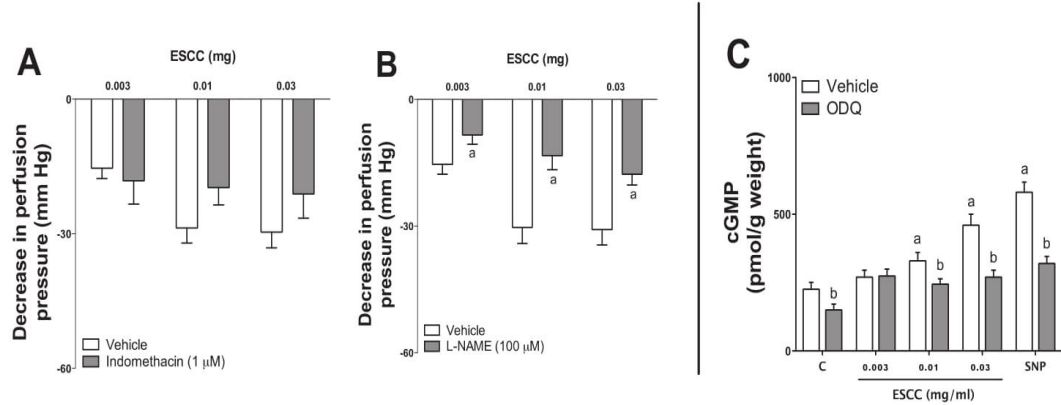 A
ESCC (mg)
0.003 0.01 0.03
0
-30
-60
Decrease in perfusion
pressure (mm Hg)
Vehicle
Indomethacin (1 μM)
B
ESCC (mg)
0.003 0.01 0.03
0
-30
-60
Decrease in perfusion
pressure (mm Hg)
a
a
a
Vehicle
L-NAME (100 μM)
C
1000
500
0
cGMP
(pmol/g weight)
Vehicle
ODQ
b
a
b
a
b
a
b
C 0.003 0.01 0.03 SNP
ESCC (mg/ml)